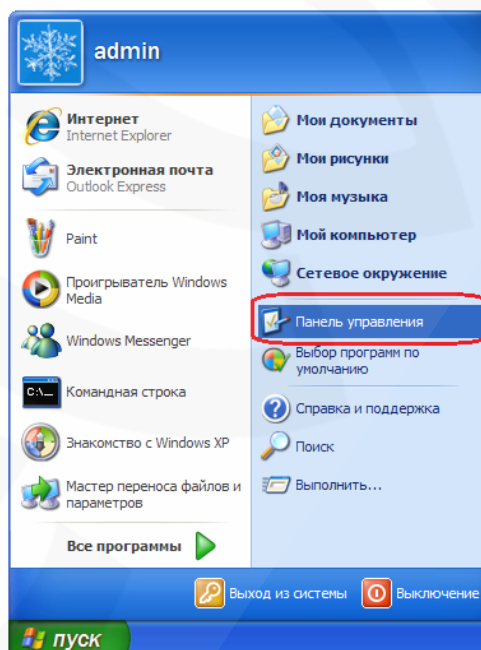 admin
Интернет
Internet Explorer
Электронная почта
Outlook Express
Paint
Проигрыватель Windows
Media
Windows Messenger
C:\_
Командная строка
Знакомство с Windows XP
Мастер переноса файлов и
параметров
Все программы
Мои документы
Мои рисунки
Моя музыка
Мой компьютер
Сетевое окружение
Панель управления
Выбор программ по
умолчанию
Справка и поддержка
Поиск
Выполнить...
Выход из системы
Выключение
пуск